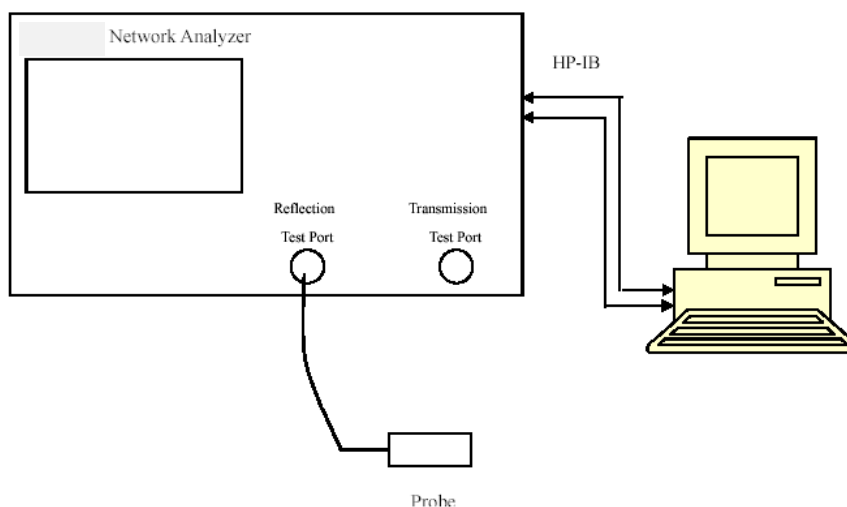 Network Analyzer
HP-IB
Reflection
Test Port
Transmission
Test Port
Probe